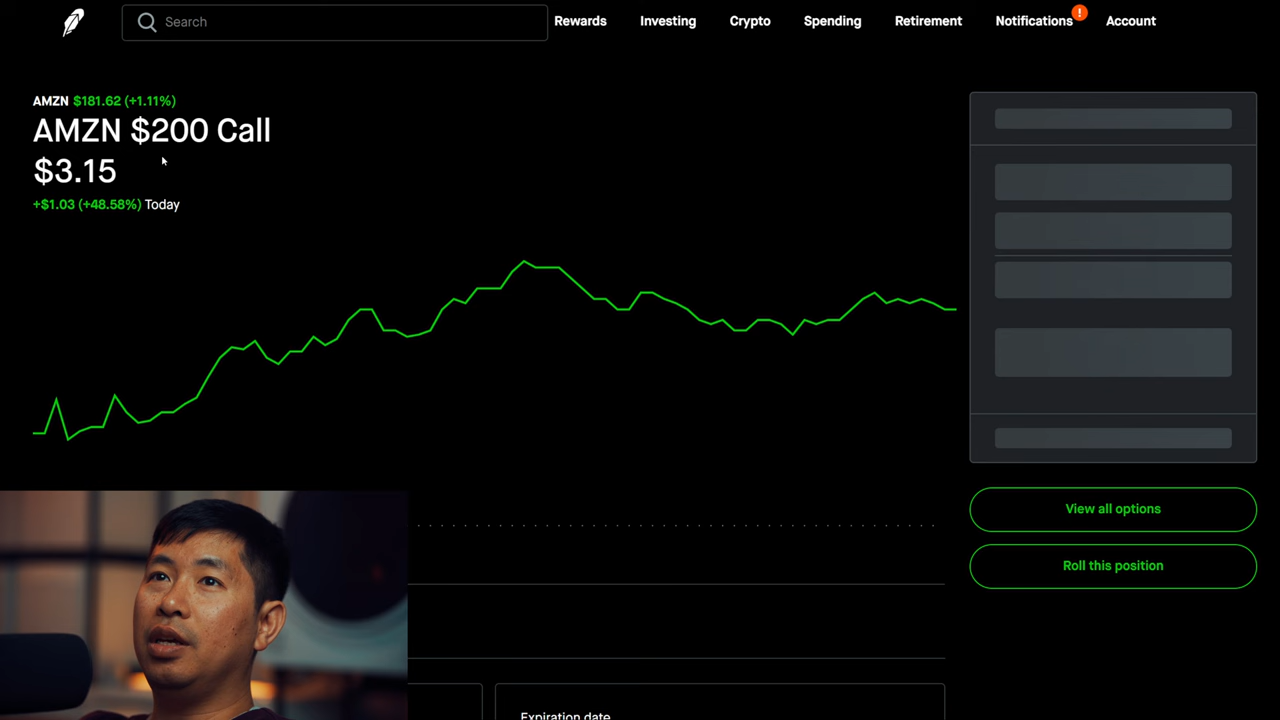 Search
Rewards
Investing
Crypto
Spending
Retirement
Notifications
!
Account
AMZN $181.62 (+1.11%)
AMZN $200 Call
$3.15
+$1.03 (+48.58%) Today
View all options
Roll this position
Expiration date